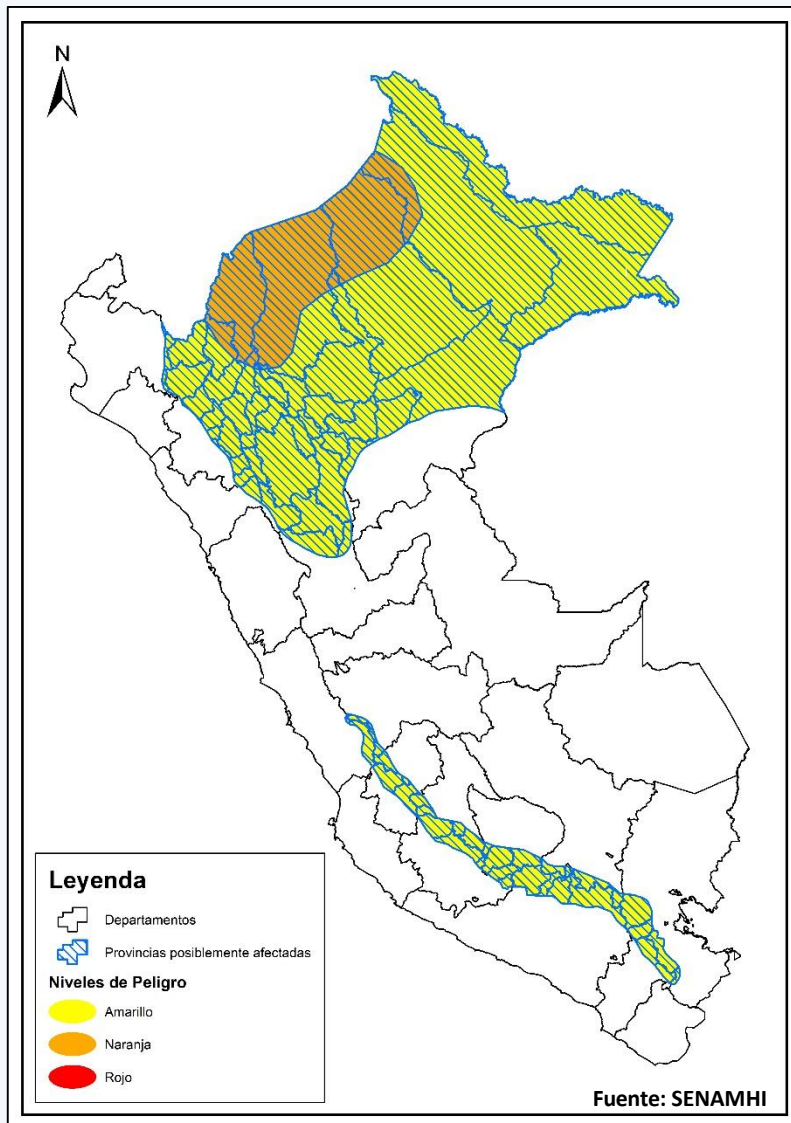 N
Leyenda
Departamentos
Provincias posiblemente afectadas
Niveles de Peligro
Amarillo
Naranja
Rojo
Fuente: SENAMHI